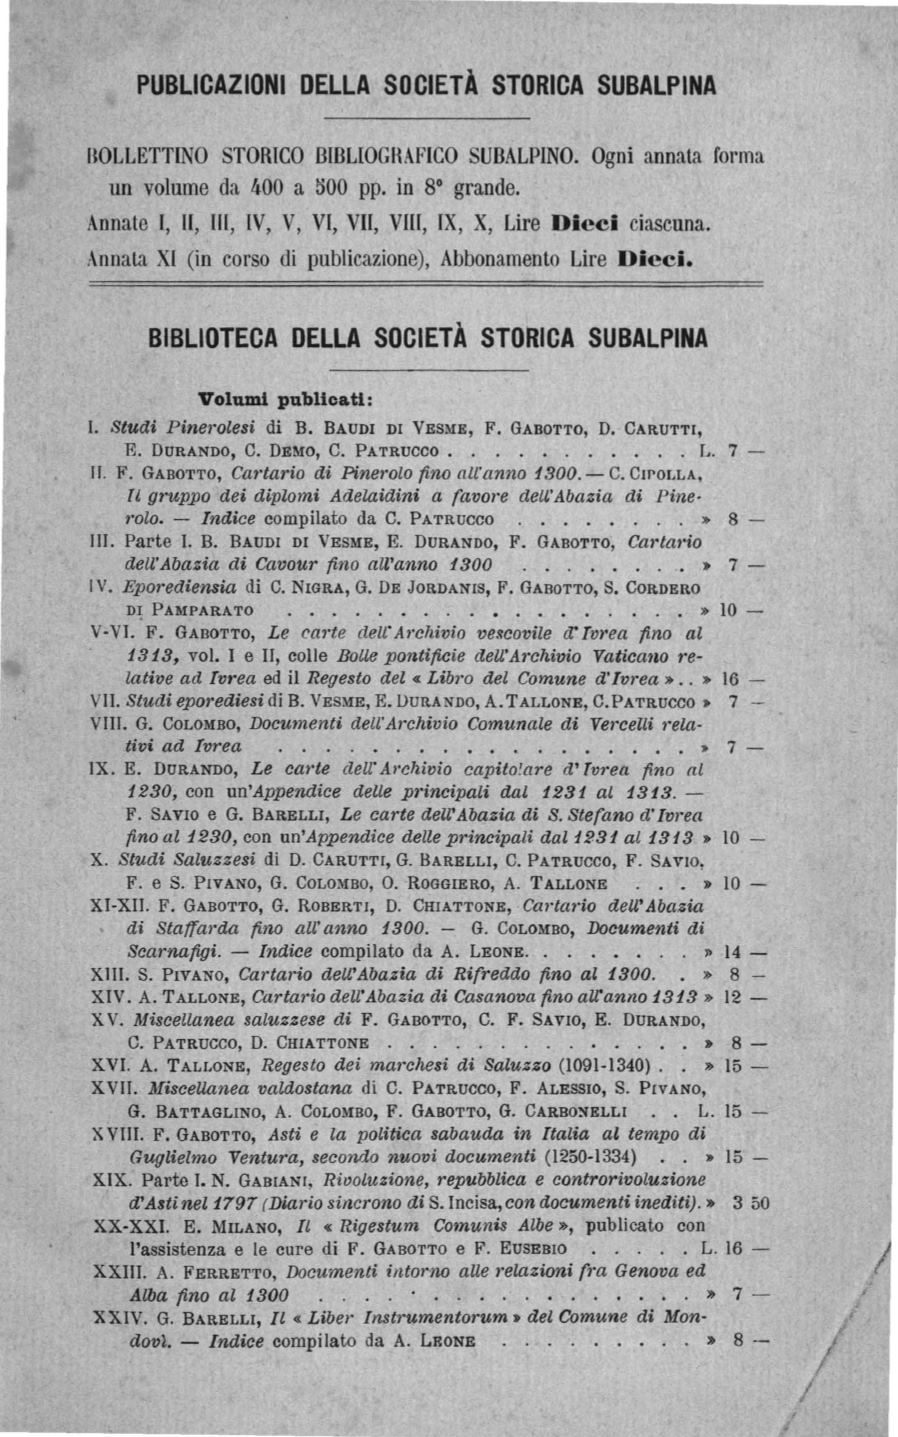 PUBLICAZIONI DELLA SOCIETÀ STORICA SUBALPINA
BOLLETTINO STORICO BIBLIOGRAFICO SUBALPINO. Ogni annata forma
un volume da 400 a 500 pp. in 8° grande.
Annate I, II, III, IV, V, VI, VII, VIII, IX, X, Lire Dieci ciascuna.
Annata XI (in corso di publicazione), Abbonamento Lire Dieci.
BIBLIOTECA DELLA SOCIETÀ STORICA SUBALPINA
Volumi publicati:
I. Studi Pinerolesi di B. BAUDI DI VESME, F. GABOTTO, D. CARUTTI,
E. DURANDO, C. DEMO, C. PATRUCCO . . . . . . . . . . . L. 7 —
II. F. GABOTTO, Cartario di Pinerolo fino all'anno 1300. — C. CIPOLLA,
Il gruppo dei diplomi Adelaidini a favore dell'Abazia di Pine-
rolo. — Indice compilato da C. PATRUCCO . . . . . . . . » 8 —
III. Parte I. B. BAUDI DI VESME, E. DURANDO, F. GABOTTO, Cartario
dell'Abazia di Cavour fino all'anno 1300 . . . . . . . . » 7 —
IV. Eporediensia di C. NIGRA, G. DE JORDANIS, F. GABOTTO, S. CORDERO
DI PAMPARATO . . . . . . . . . . . . . . . . . » 10 —
V-VI. F. GABOTTO, Le carte dell'Archivio vescovile d'Ivrea fino al
1313, vol. I e II, colle Bolle pontificie dell'Archivio Vaticano re-
lative ad Ivrea ed il Regesto del « Libro del Comune d'Ivrea » . . » 16 —
VII. Studi eporediesi di B. VESME, E. DURANDO, A. TALLONE, C. PATRUCCO » 7 —
VIII. G. COLOMBO, Documenti dell'Archivio Comunale di Vercelli rela-
tivi ad Ivrea . . . . . . . . . . . . . . . . . . » 7 —
IX. E. DURANDO, Le carte dell'Archivio capitolare d'Ivrea fino al
1230, con un'Appendice delle principali dal 1231 al 1313. —
F. SAVIO e G. BARELLI, Le carte dell'Abazia di S. Stefano d'Ivrea
fino al 1230, con un'Appendice delle principali dal 1231 al 1313 » 10 —
X. Studi Saluzzesi di D. CARUTTI, G. BARELLI, C. PATRUCCO, F. SAVIO,
F. e S. PIVANO, G. COLOMBO, O. ROGGIERO, A. TALLONE . . . » 10 —
XI-XII. F. GABOTTO, G. ROBERTI, D. CHIATTONE, Cartario dell'Abazia
di Staffarda fino all'anno 1300. — G. COLOMBO, Documenti di
Scarnafigi. — Indice compilato da A. LEONE. . . . . . . . » 14 —
XIII. S. PIVANO, Cartario dell'Abazia di Rifreddo fino al 1300. . » 8 —
XIV. A. TALLONE, Cartario dell'Abazia di Casanova fino all'anno 1313 » 12 —
XV. Miscellanea saluzzese di F. GABOTTO, C. F. SAVIO, E. DURANDO,
C. PATRUCCO, D. CHIATTONE . . . . . . . . . . . . . » 8 —
XVI. A. TALLONE, Regesto dei marchesi di Saluzzo (1091-1340) . . » 15 —
XVII. Miscellanea valdostana di C. PATRUCCO, F. ALESSIO, S. PIVANO,
G. BATTAGLINO, A. COLOMBO, F. GABOTTO, G. CARBONELLI . . L. 15 —
XVIII. F. GABOTTO, Asti e la politica sabauda in Italia al tempo di
Guglielmo Ventura, secondo nuovi documenti (1250-1334) . . » 15 —
XIX. Parte I. N. GABIANI, Rivoluzione, repubblica e controrivoluzione
d'Asti nel 1797 (Diario sincrono di S. Incisa, con documenti inediti). » 3 50
XX-XXI. E. MILANO, Il « Rigestum Comunis Albe », publicato con
l'assistenza e le cure di F. GABOTTO e F. EUSEBIO . . . . . L. 16 —
XXIII. A. FERRETTO, Documenti intorno alle relazioni fra Genova ed
Alba fino al 1300 . . . . . . . . . . . . . . . . . » 7 —
XXIV. G. BARELLI, Il « Liber Instrumentorum » del Comune di Mon-
dovì. — Indice compilato da A. LEONE . . . . . . . . . » 8 —